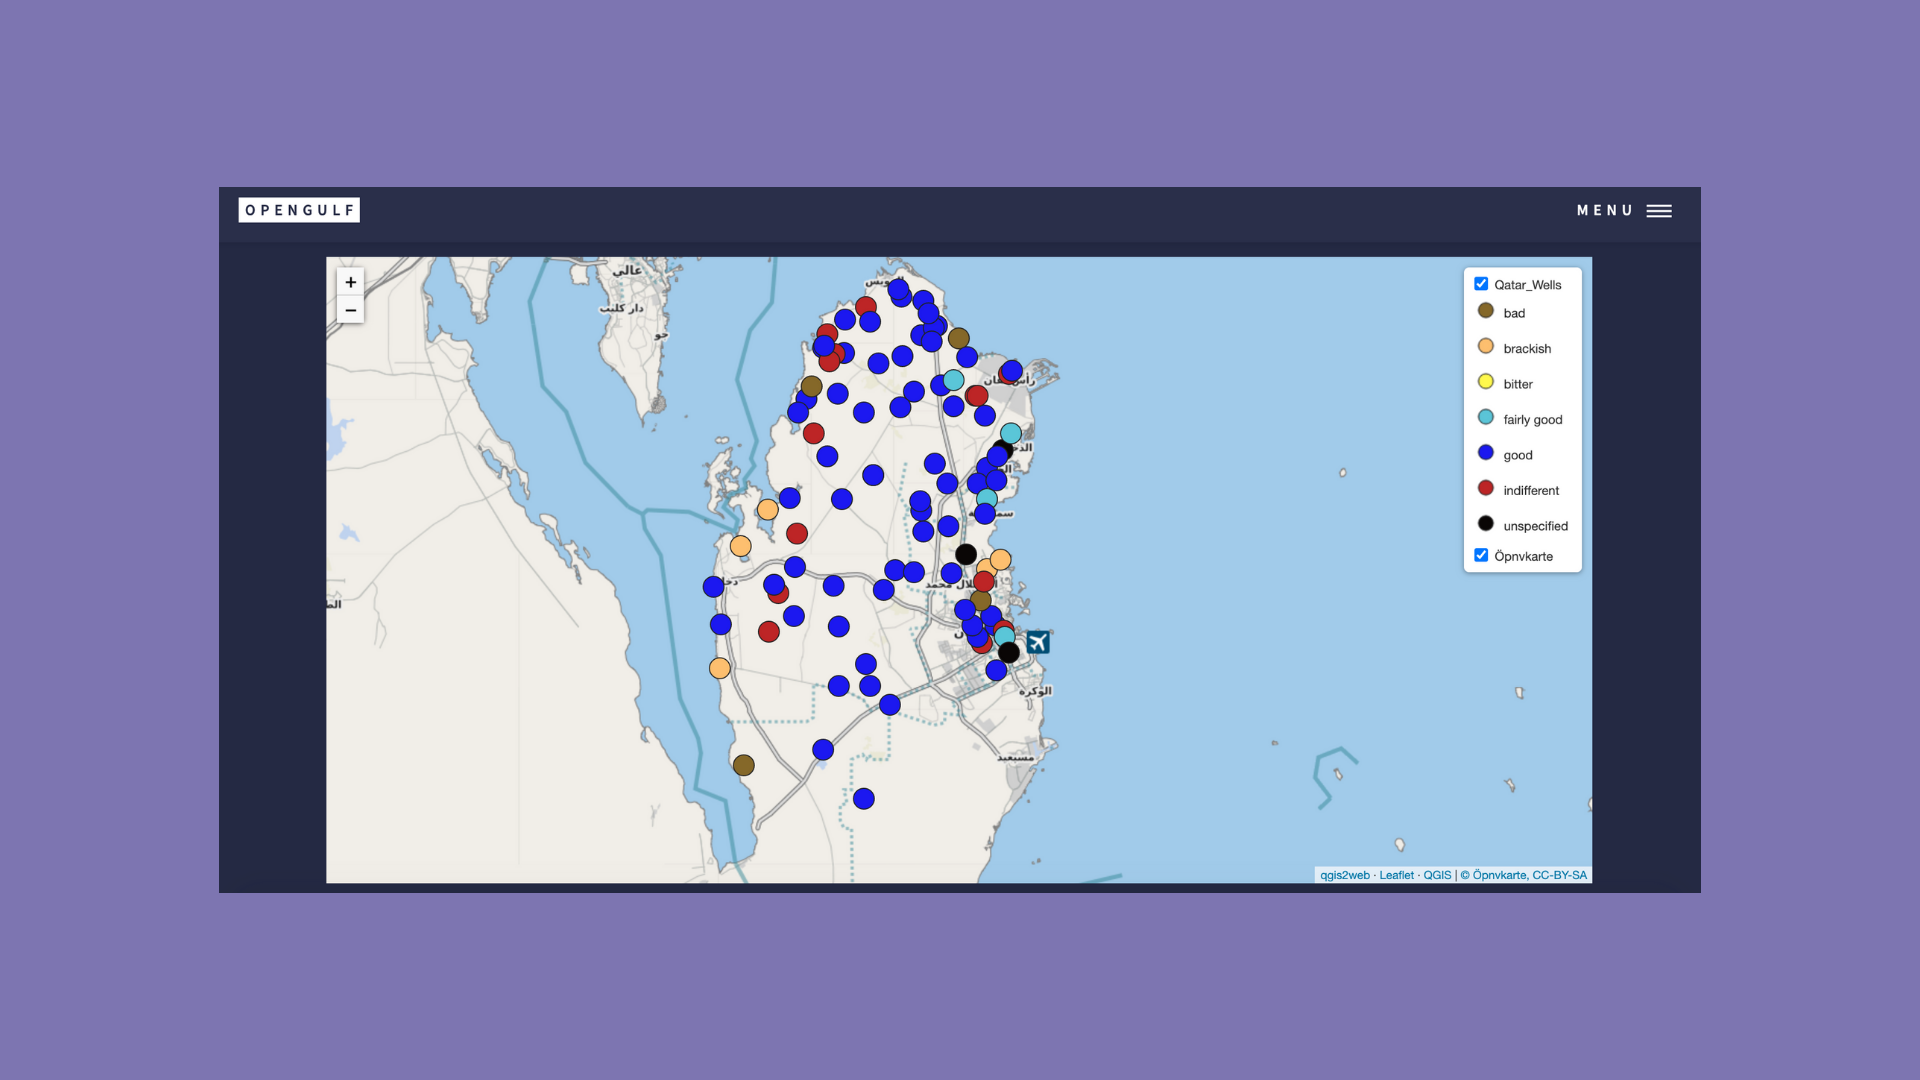 OPENGULF
MENU
+
−
عالي
دار كليب
جو
Qatar_Wells
bad
brackish
bitter
fairly good
good
indifferent
unspecified
Öpnvkarte
الوكرة
مسيعيد
qgis2web · Leaflet · QGIS | © Öpnvkarte, CC-BY-SA